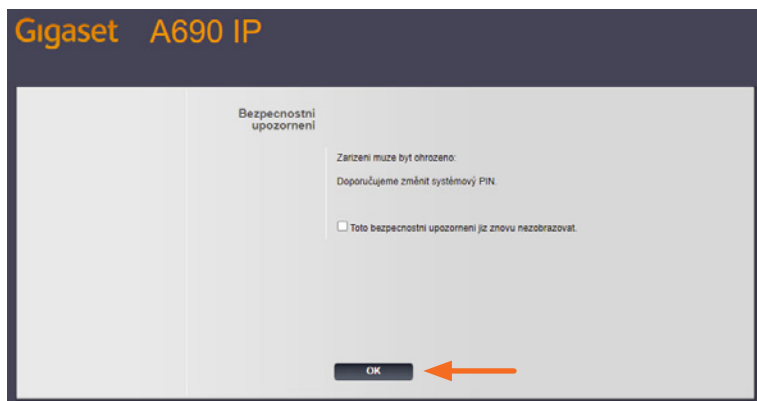 Gigaset A690 IP
Bezpecnostni
upozorneni
Zarizeni muze byt ohrozeno:
Doporučujeme změnit systémový PIN.
Toto bezpecnostni upozorneni jiz znovu nezobrazovat.
OK